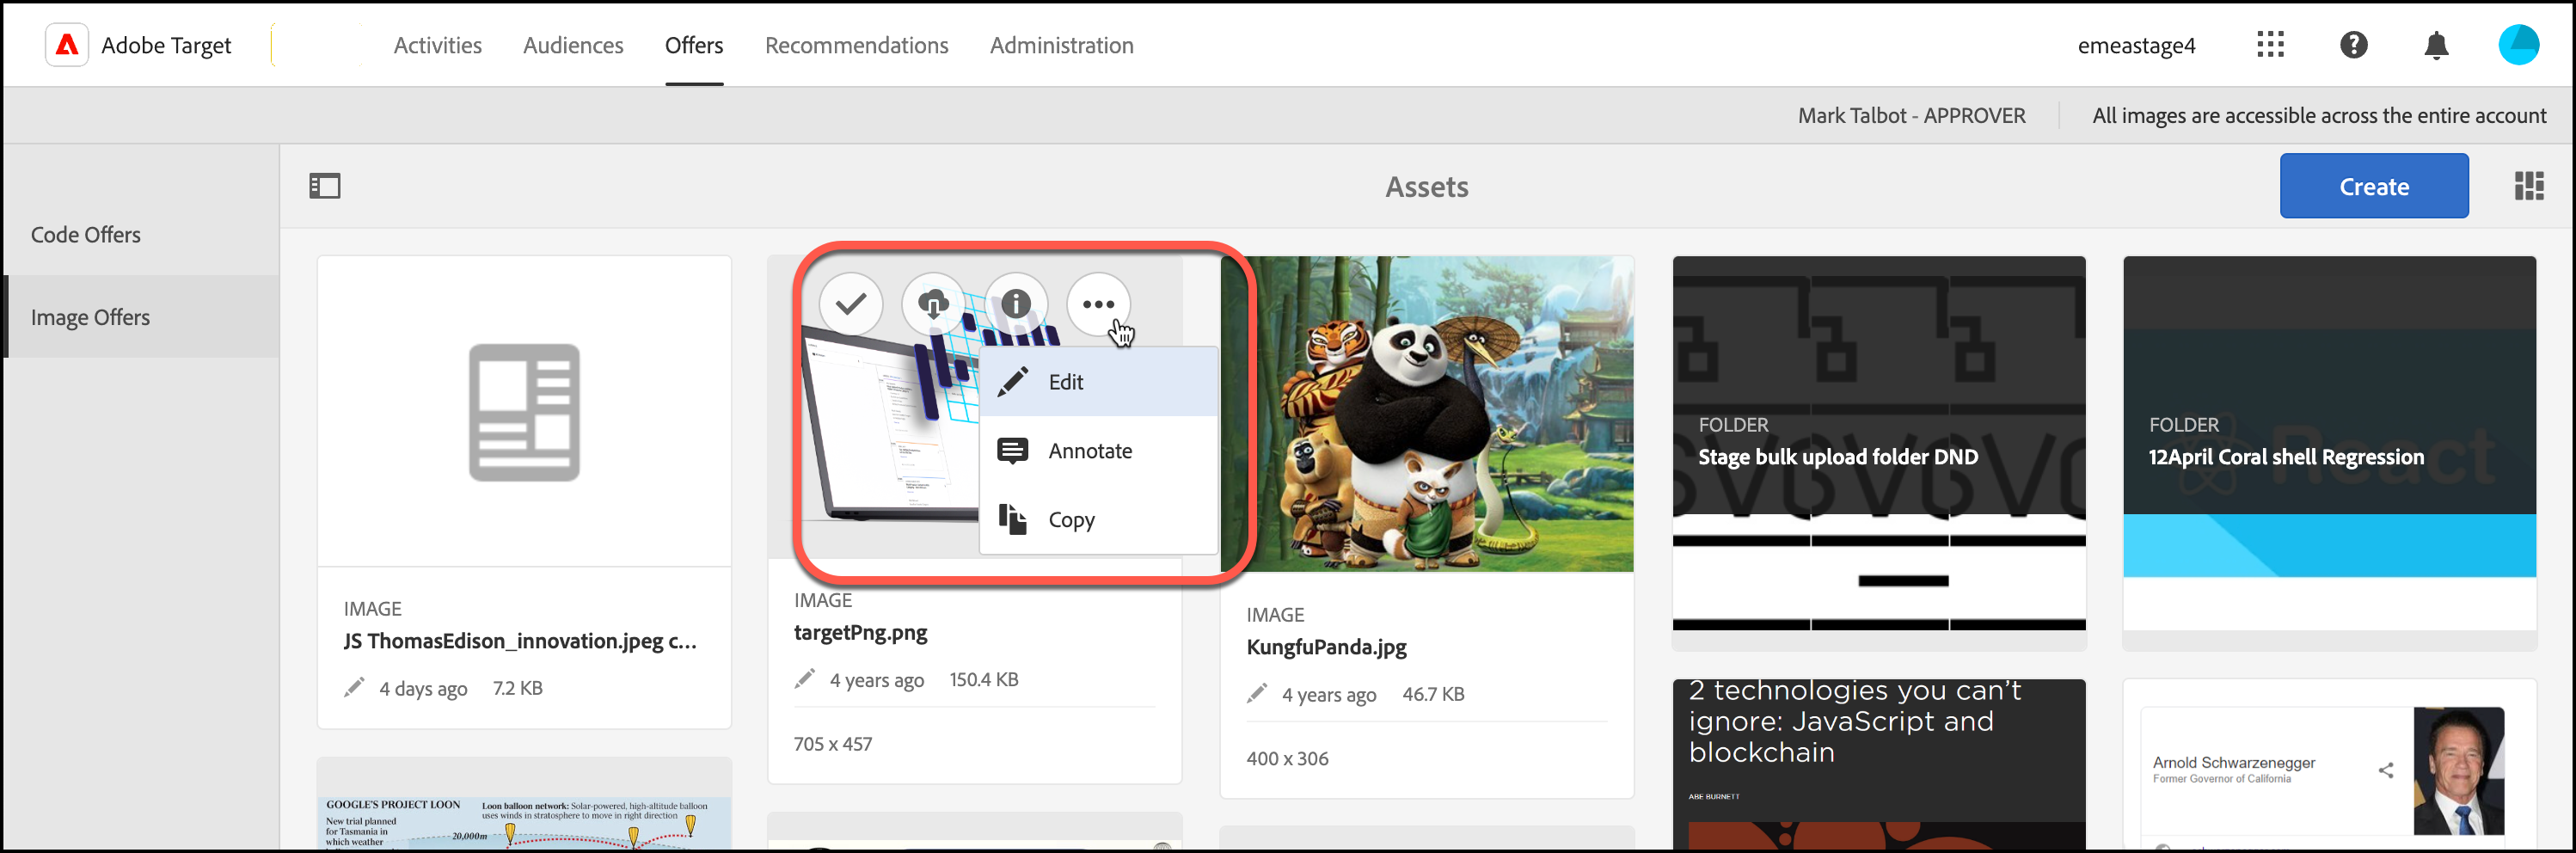 Adobe Target
Activities
Audiences
Offers
Recommendations
Administration
emeastage4
Mark Talbot - APPROVER
All images are accessible across the entire account
Code Offers
Image Offers
Assets
Create
Edit
Annotate
Copy
IMAGE
JS ThomasEdison_innovation.jpeg c...
4 days ago 7.2 KB
IMAGE
targetPng.png
4 years ago 150.4 KB
705 x 457
IMAGE
KungfuPanda.jpg
4 years ago 46.7 KB
400 x 306
FOLDER
Stage bulk upload folder DND
FOLDER
12April Coral shell Regression
React
GOOGLE'S PROJECT LOON
New trial planned
for Tasmania in
which weather
Loon balloon network: Solar-powered, high-altitude balloon
uses winds in stratosphere to move in right direction
20,000m
2 technologies you can't
ignore: JavaScript and
blockchain
ABE BURNETT
Arnold Schwarzenegger
Former Governor of California